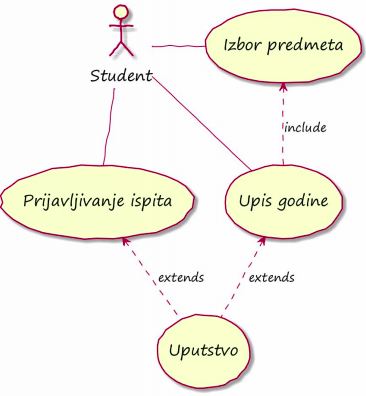 Izbor predmeta
Student
include
Prijavljivanje ispita
Upis godine
extends
extends
Uputstvo